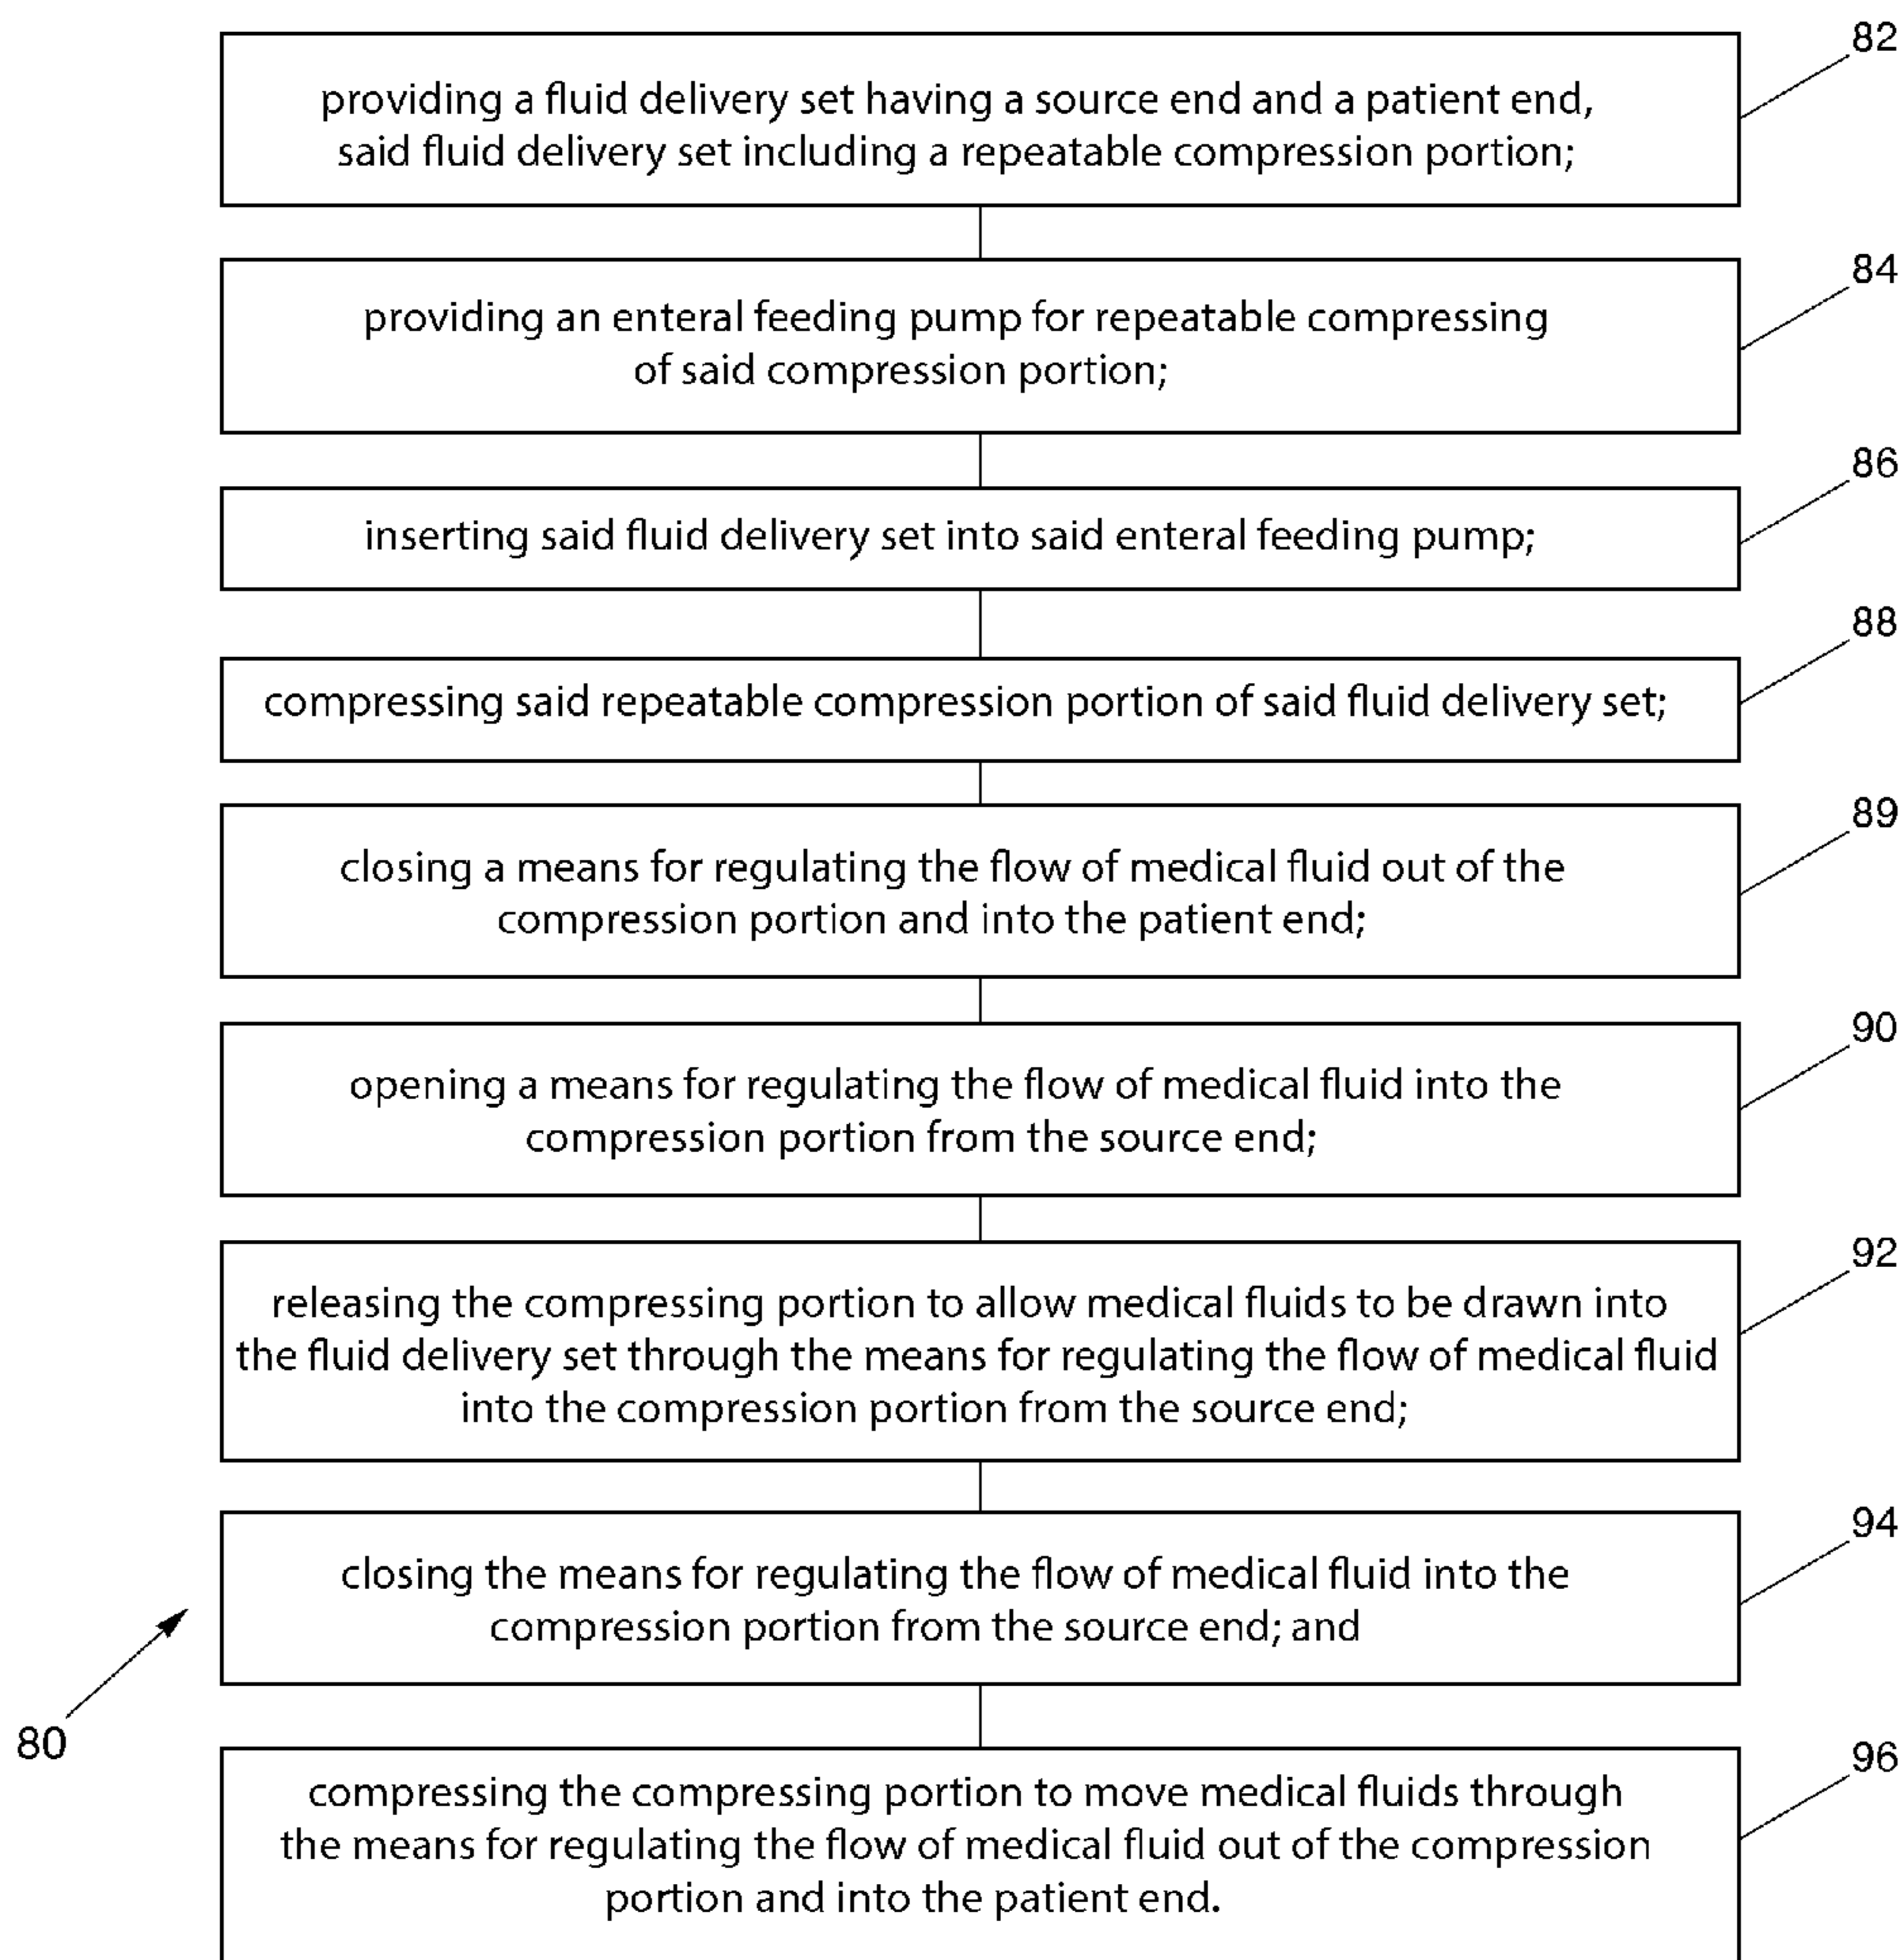 82
providing a fluid delivery set having a source end and a patient end,
said fluid delivery set including a repeatable compression portion;
84
providing an enteral feeding pump for repeatable compressing
of said compression portion;
86
inserting said fluid delivery set into said enteral feeding pump;
88
compressing said repeatable compression portion of said fluid delivery set;
89
closing a means for regulating the flow of medical fluid out of the
compression portion and into the patient end;
90
opening a means for regulating the flow of medical fluid into the
compression portion from the source end;
92
releasing the compressing portion to allow medical fluids to be drawn into
the fluid delivery set through the means for regulating the flow of medical fluid
into the compression portion from the source end;
94
closing the means for regulating the flow of medical fluid into the
compression portion from the source end; and
80
96
compressing the compressing portion to move medical fluids through
the means for regulating the flow of medical fluid out of the compression
portion and into the patient end.